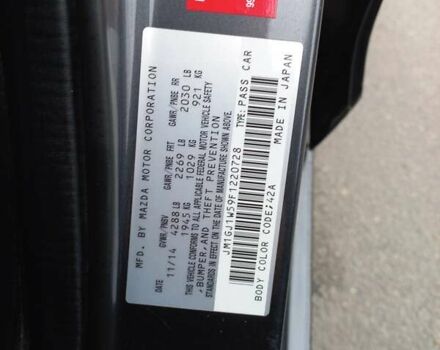 MFD. BY MAZDA MOTOR CORPORATION
DATE GVWR/PNBV GAWR/PNBE FRT GAWR/PNBE RR
11/14 4288 LB 2269 LB 2030 LB
1945 KG 1029 KG 921 KG
THIS VEHICLE CONFORMS TO ALL APPLICABLE FEDERAL MOTOR VEHICLE SAFETY
,BUMPER,AND THEFT PREVENTION
STANDARDS IN EFFECT ON THE DATE OF MANUFACTURE SHOWN ABOVE.
JM1GJ1W59F1220728 TYPE: PASS CAR
BODY COLOR CODE;42A MADE IN JAPAN